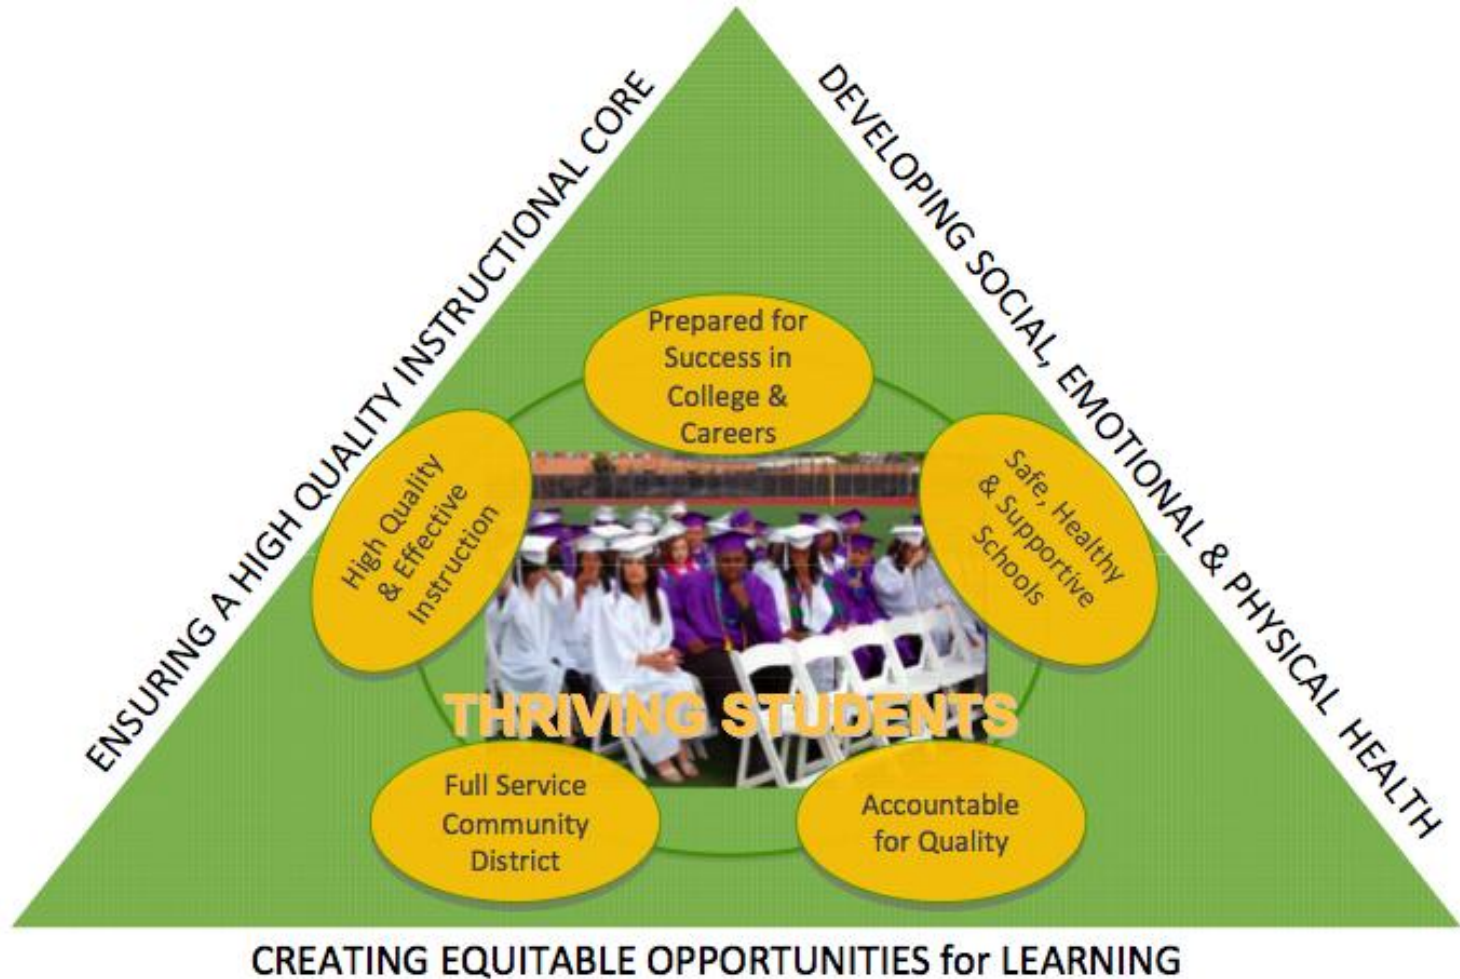 ENSURING A HIGH QUALITY INSTRUCTIONAL CORE
DEVELOPING SOCIAL, EMOTIONAL & PHYSICAL HEALTH
Prepared for
Success in
College &
Careers
High Quality
& Effective
Instruction
Safe, Healthy
& Supportive
Schools
THRIVING STUDENTS
Full Service
Community
District
Accountable
for Quality
CREATING EQUITABLE OPPORTUNITIES for LEARNING